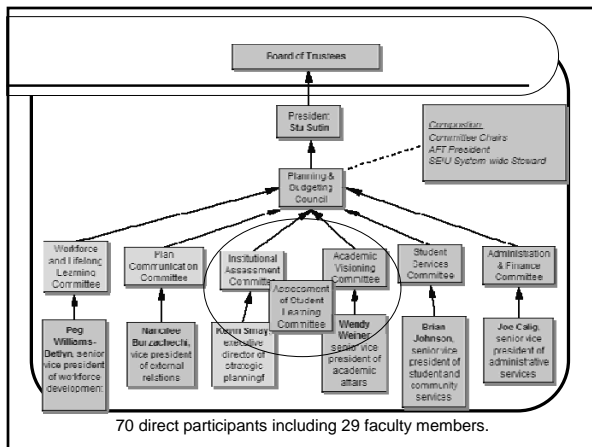 Board of Trustees
President
Stu Sutin
Composition
Committee Chairs
AFT President
SEIU System-wide Steward
Planning &
Budgeting
Council
Workforce
and Lifelong
Learning
Committee
Plan
Communication
Committee
Institutional
Assessment
Committee
Academic
Visioning
Committee
Student
Services
Committee
Administration
& Finance
Committee
Assessment
of Student
Learning
Committee
Peg
senior
vice president
of workforce
development
Nancilee
Burzachechi,
vice president
of external
relations
Kevin
executive
director of
strategic
planning
Wendy
Weiner,
senior vice
president of
academic
affairs
Brian
Johnson,
senior vice
president of
student and
community
services
Joe Calig,
senior vice
president of
administrative
services
70 direct participants including 29 faculty members.